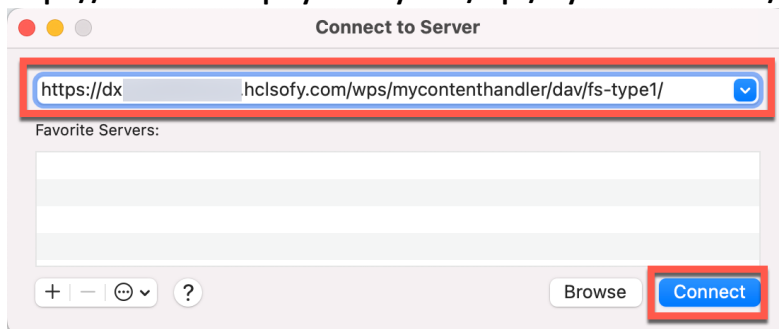 Connect to Server
https://dx .hclsofy.com/wps/mycontenthandler/dav/fs-type1/
Favorite Servers:
+ − ?
Browse Connect